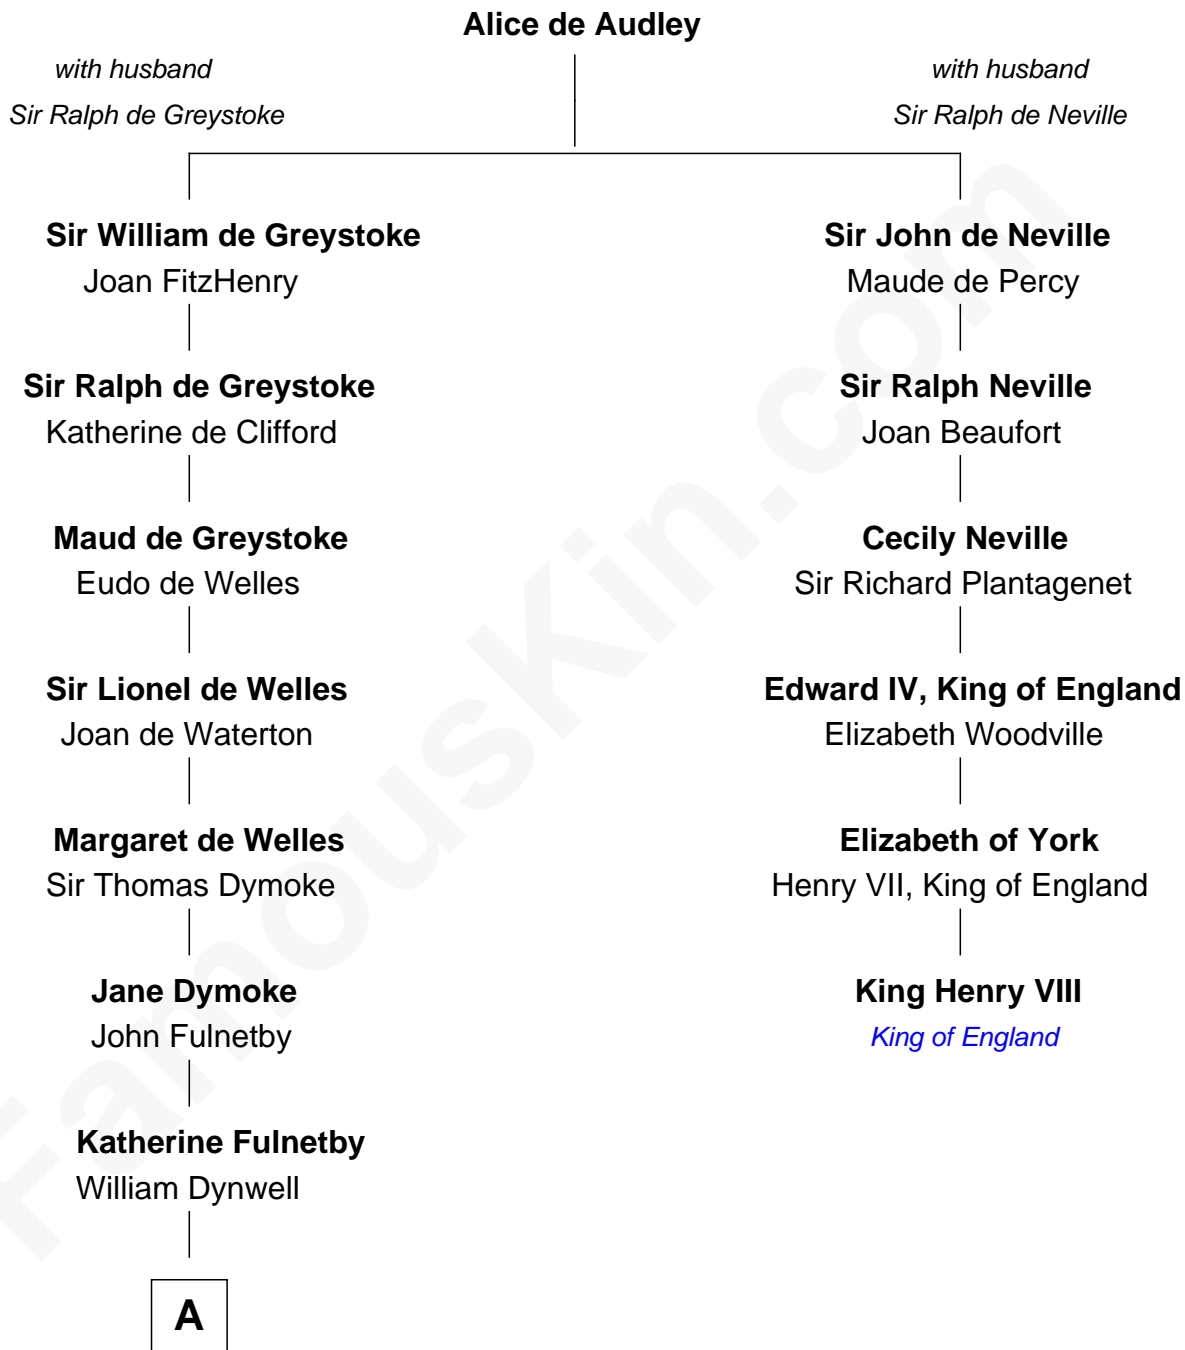 Alice de Audley
with husband
Sir Ralph de Greystoke
with husband
Sir Ralph de Neville
Sir William de Greystoke
Joan FitzHenry
Sir John de Neville
Maude de Percy
Sir Ralph de Greystoke
Katherine de Clifford
Sir Ralph Neville
Joan Beaufort
Maud de Greystoke
Eudo de Welles
Cecily Neville
Sir Richard Plantagenet
Sir Lionel de Welles
Joan de Waterton
Edward IV, King of England
Elizabeth Woodville
Margaret de Welles
Sir Thomas Dymoke
Elizabeth of York
Henry VII, King of England
Jane Dymoke
John Fulnetby
King Henry VIII
King of England
Katherine Fulnetby
William Dynwell
A
FamousKin.com